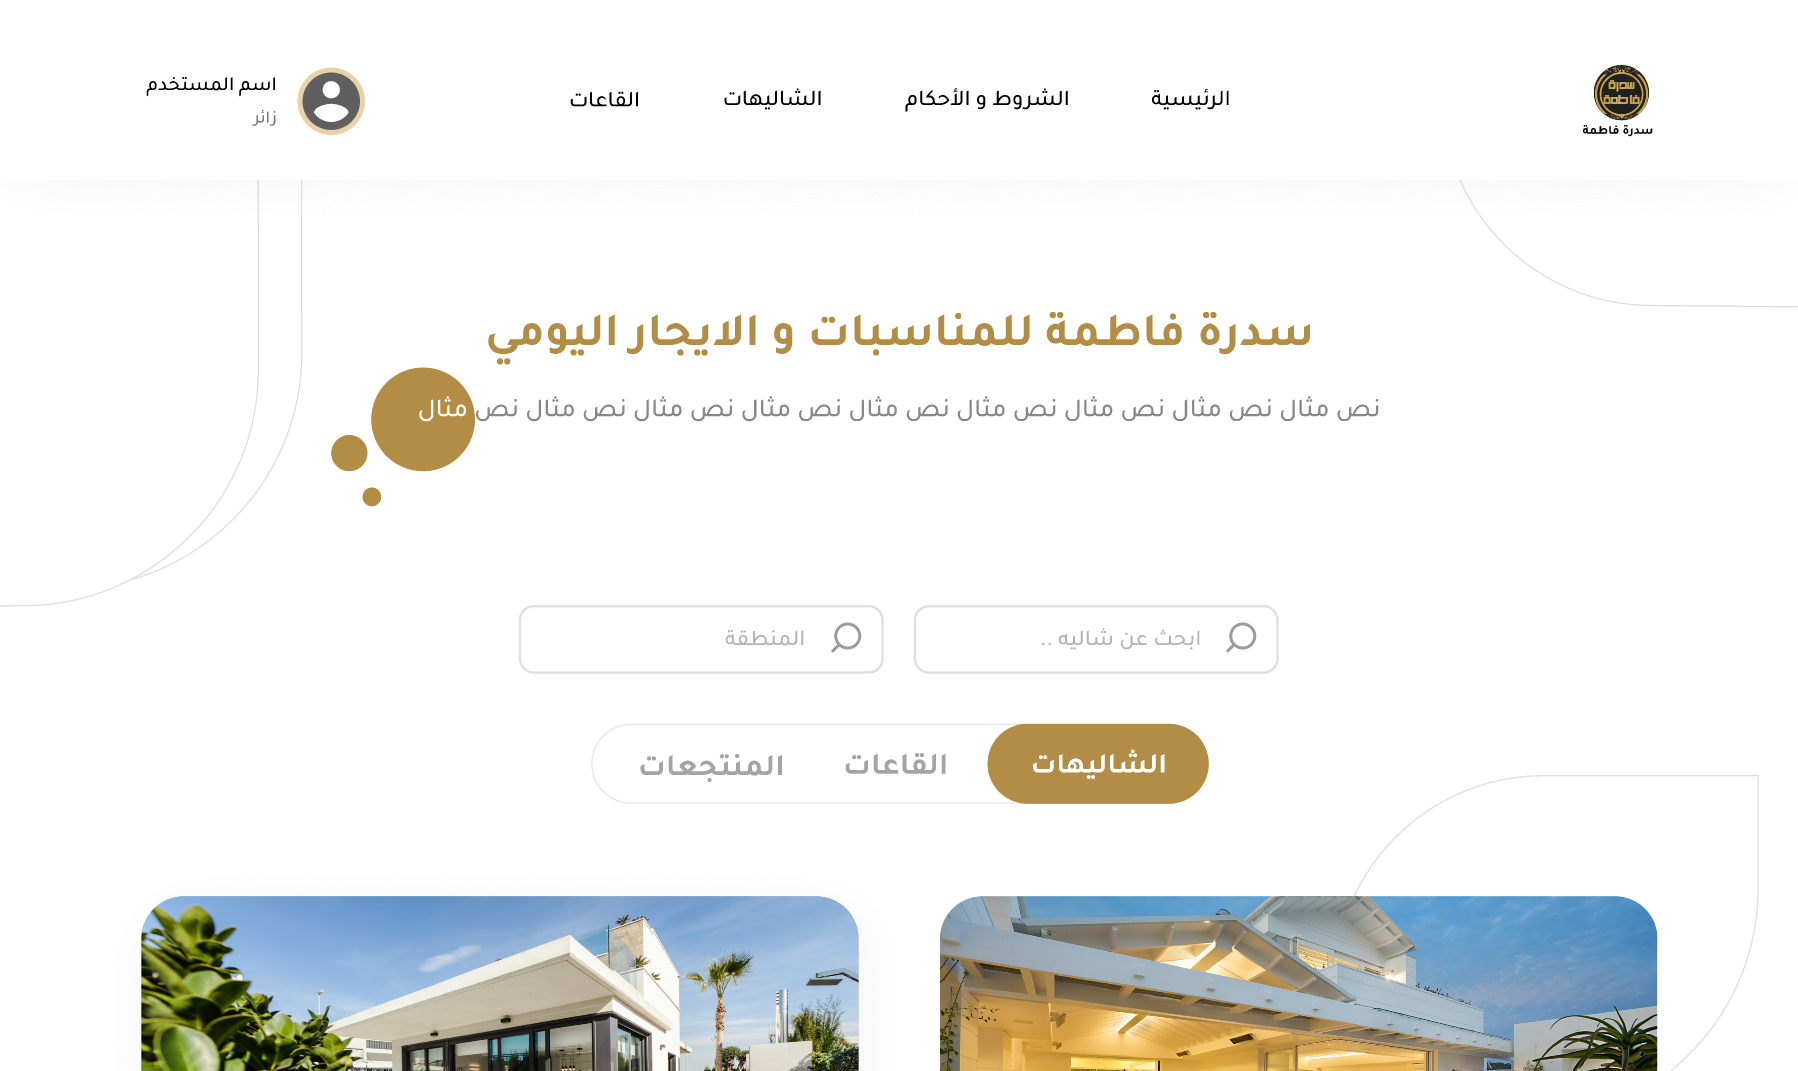 سدرة
فاطمة
سدرة فاطمة
الرئيسية
الشروط و الأحكام
الشاليهات
القاعات
اسم المستخدم
زائر
سدرة فاطمة للمناسبات و الايجار اليومي
نص مثال نص مثال نص مثال نص مثال نص مثال نص مثال نص مثال نص مثال نص مثال
ابحث عن شاليه ..
المنطقة
الشاليهات
القاعات
المنتجعات